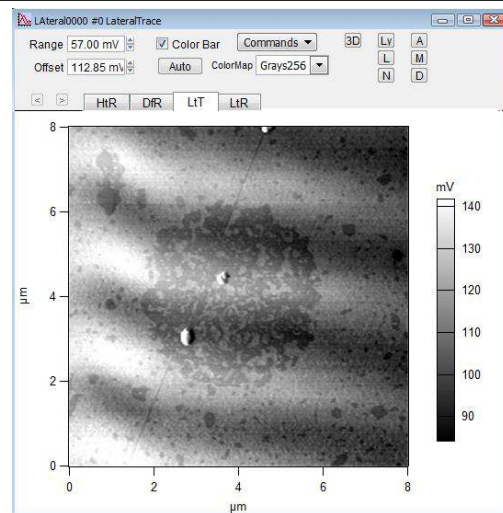 LAteral0000 #0 LateralTrace
Range 57.00 mV Color Bar Commands 3D Ly A
L M
Offset 112.85 mV Auto ColorMap Grays256 N D
< > HtR DfR LtT LtR
8
6
4
2
0
µm
0 2 4 6 8
µm
mV
140
130
120
110
100
90